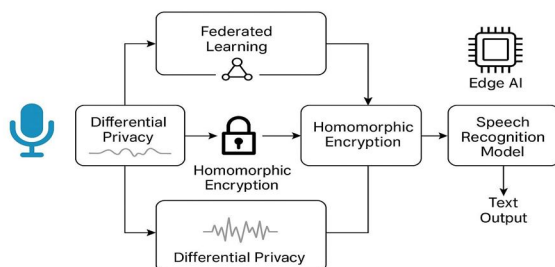 Federated
Learning
Edge AI
Differential
Privacy
Homomorphic
Encryption
Homomorphic
Encryption
Speech
Recognition
Model
Differential Privacy
Text
Output